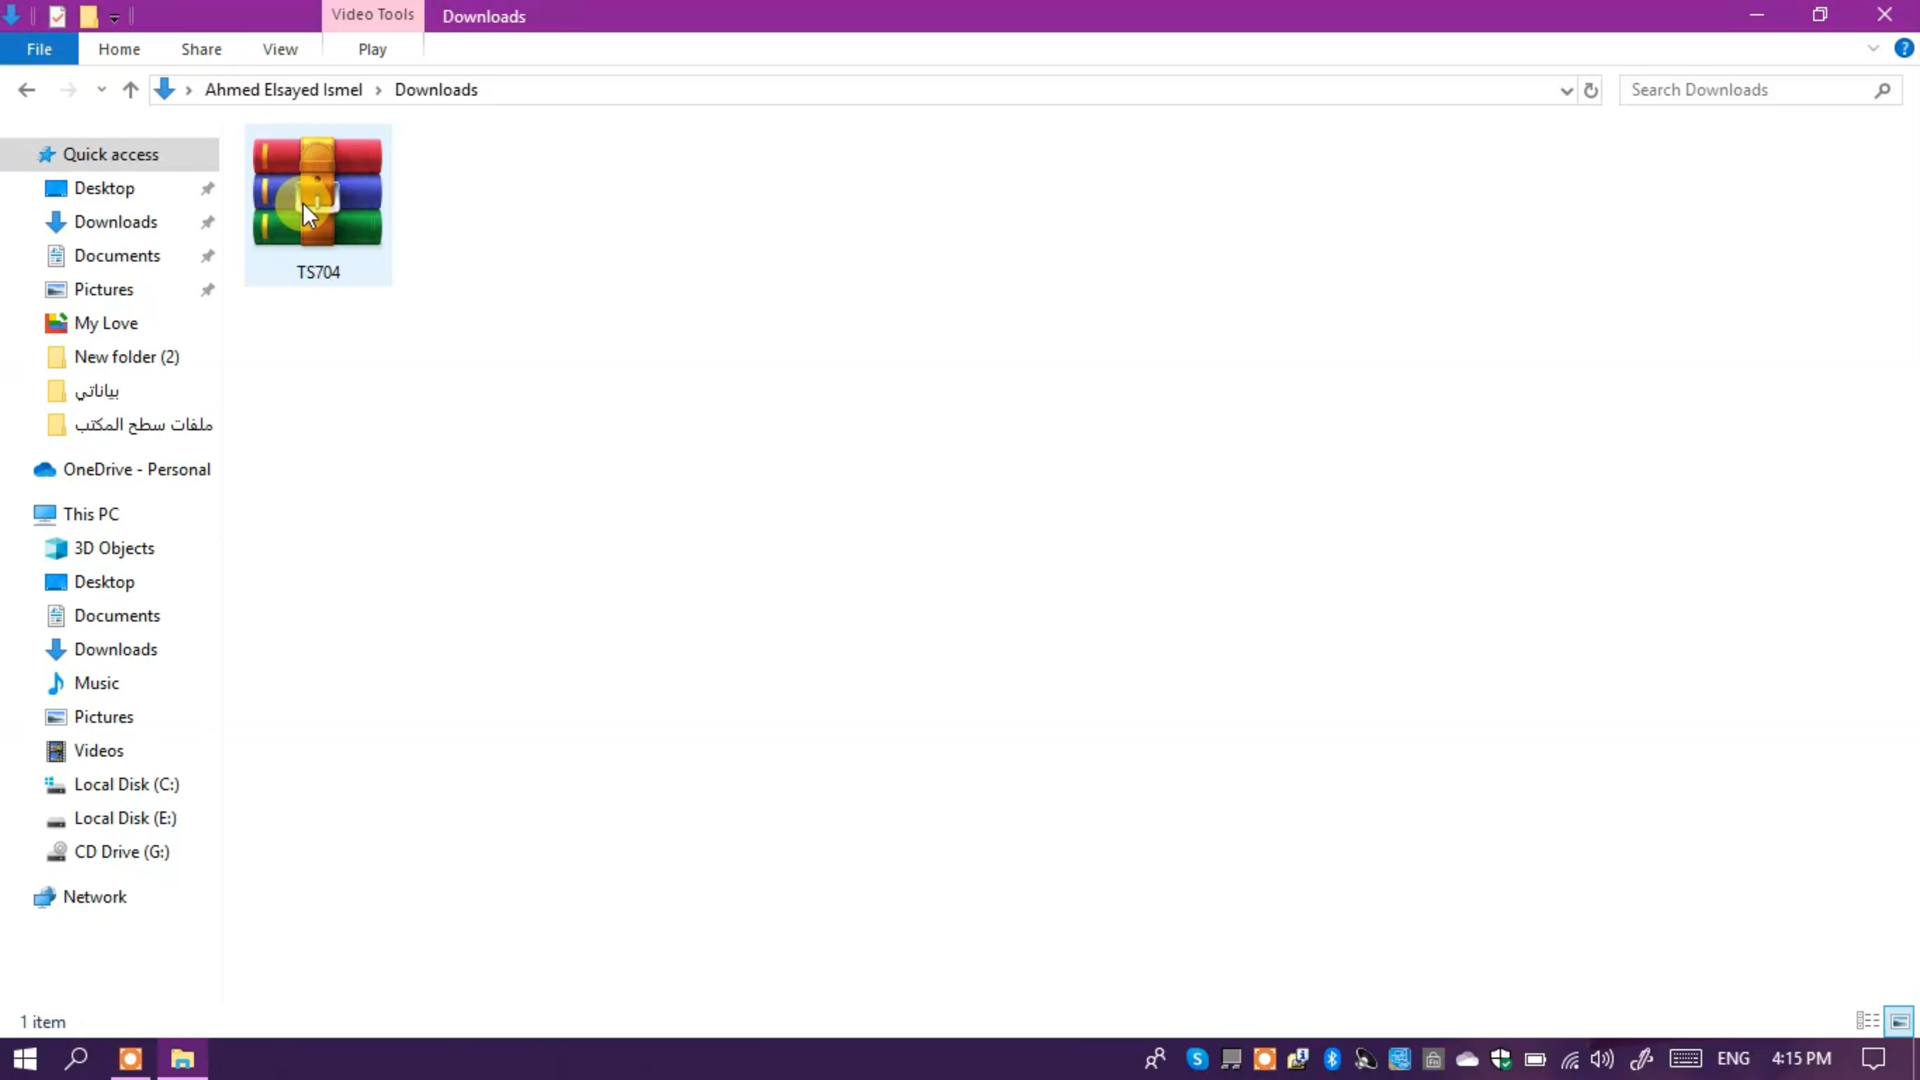 Video Tools
Downloads
File
Home
Share
View
Play
Ahmed Elsayed Ismel
Downloads
Search Downloads
Quick access
Desktop
Downloads
Documents
Pictures
My Love
New folder (2)
بياناتي
ملفات سطح المكتب
OneDrive - Personal
This PC
3D Objects
Desktop
Documents
Downloads
Music
Pictures
Videos
Local Disk (C:)
Local Disk (E:)
CD Drive (G:)
Network
TS704
1 item
ENG
4:15 PM